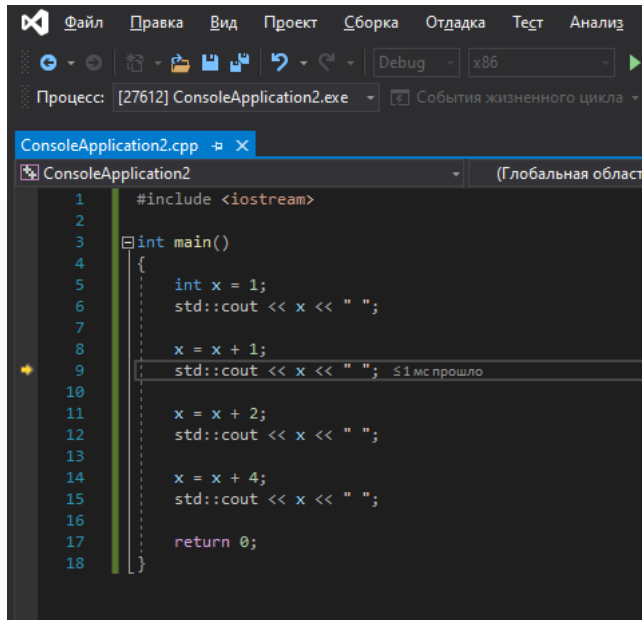 Файл Правка Вид Проект Сборка Отладка Тест Анализ
Debug x86
Процесс: [27612] ConsoleApplication2.exe События жизненного цикла
ConsoleApplication2.cpp
ConsoleApplication2 (Глобальная област
1 #include <iostream>
2
3 int main()
4 {
5 int x = 1;
6 std::cout << x << " ";
7
8 x = x + 1;
9 std::cout << x << " "; ≤1 мс прошло
10
11 x = x + 2;
12 std::cout << x << " ";
13
14 x = x + 4;
15 std::cout << x << " ";
16
17 return 0;
18 }